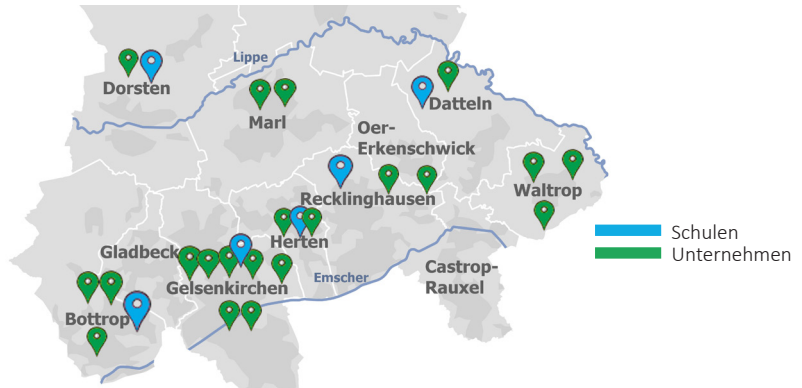 Lippe
Dorsten
Marl
Datteln
Oer-
Erkenschwick
Waltrop
Recklinghausen
Herten
Gladbeck
Gelsenkirchen
Emscher
Castrop-
Rauxel
Bottrop
Schulen
Unternehmen